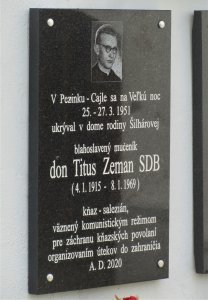 V Pezinku - Cajle sa na Veľkú noc
25. - 27. 3. 1951
ukrýval v dome rodiny Šilhárovej
blahoslavený mučeník
don Titus Zeman SDB
( 4. 1. 1915 - 8. 1. 1969 )
kňaz - salezián,
väznený komunistickým režimom
pre záchranu kňazských povolaní
organizovaním útekov do zahraničia
A. D. 2020